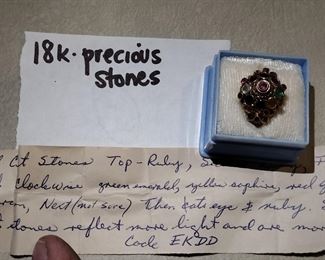 18k. precious
stones
Ct Stones Top-Ruby,
clockwise green emerald, yellow saphire, red
Next (not sure) Then cats eye & ruby.
stones reflect more light and are mor
Code EKDD